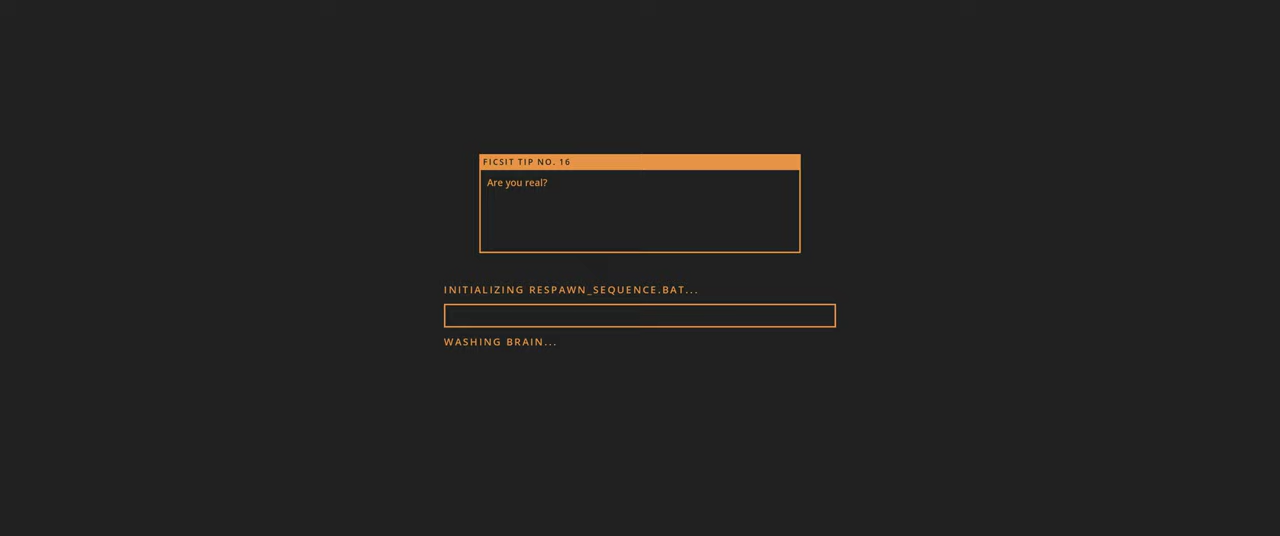 FICSIT TIP NO. 16
Are you real?
INITIALIZING RESPAWN_SEQUENCE.BAT...
WASHING BRAIN...